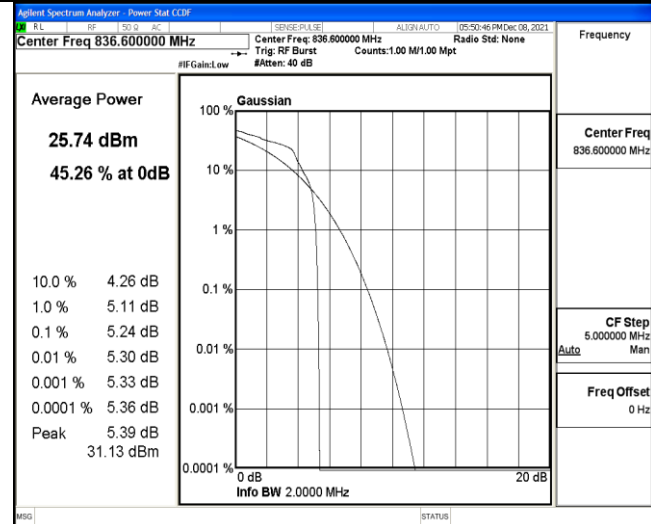 Agilent Spectrum Analyzer - Power Stat CCDF
RL RF 50 Ω AC SENSE:PULSE ALIGN AUTO 05:50:46 PM Dec 08, 2021
Center Freq 836.600000 MHz
Center Freq: 836.600000 MHz Radio Std: None
Trig: RF Burst Counts:1.00 M/1.00 Mpt
#IFGain:Low #Atten: 40 dB
Frequency
Center Freq
836.600000 MHz
CF Step
5.000000 MHz
Auto Man
Freq Offset
0 Hz
Average Power
25.74 dBm
45.26 % at 0dB
10.0 % 4.26 dB
1.0 % 5.11 dB
0.1 % 5.24 dB
0.01 % 5.30 dB
0.001 % 5.33 dB
0.0001 % 5.36 dB
Peak 5.39 dB
31.13 dBm
Gaussian
100 %
10 %
1 %
0.1 %
0.01 %
0.001 %
0.0001 %
0 dB 20 dB
Info BW 2.0000 MHz
MSG STATUS